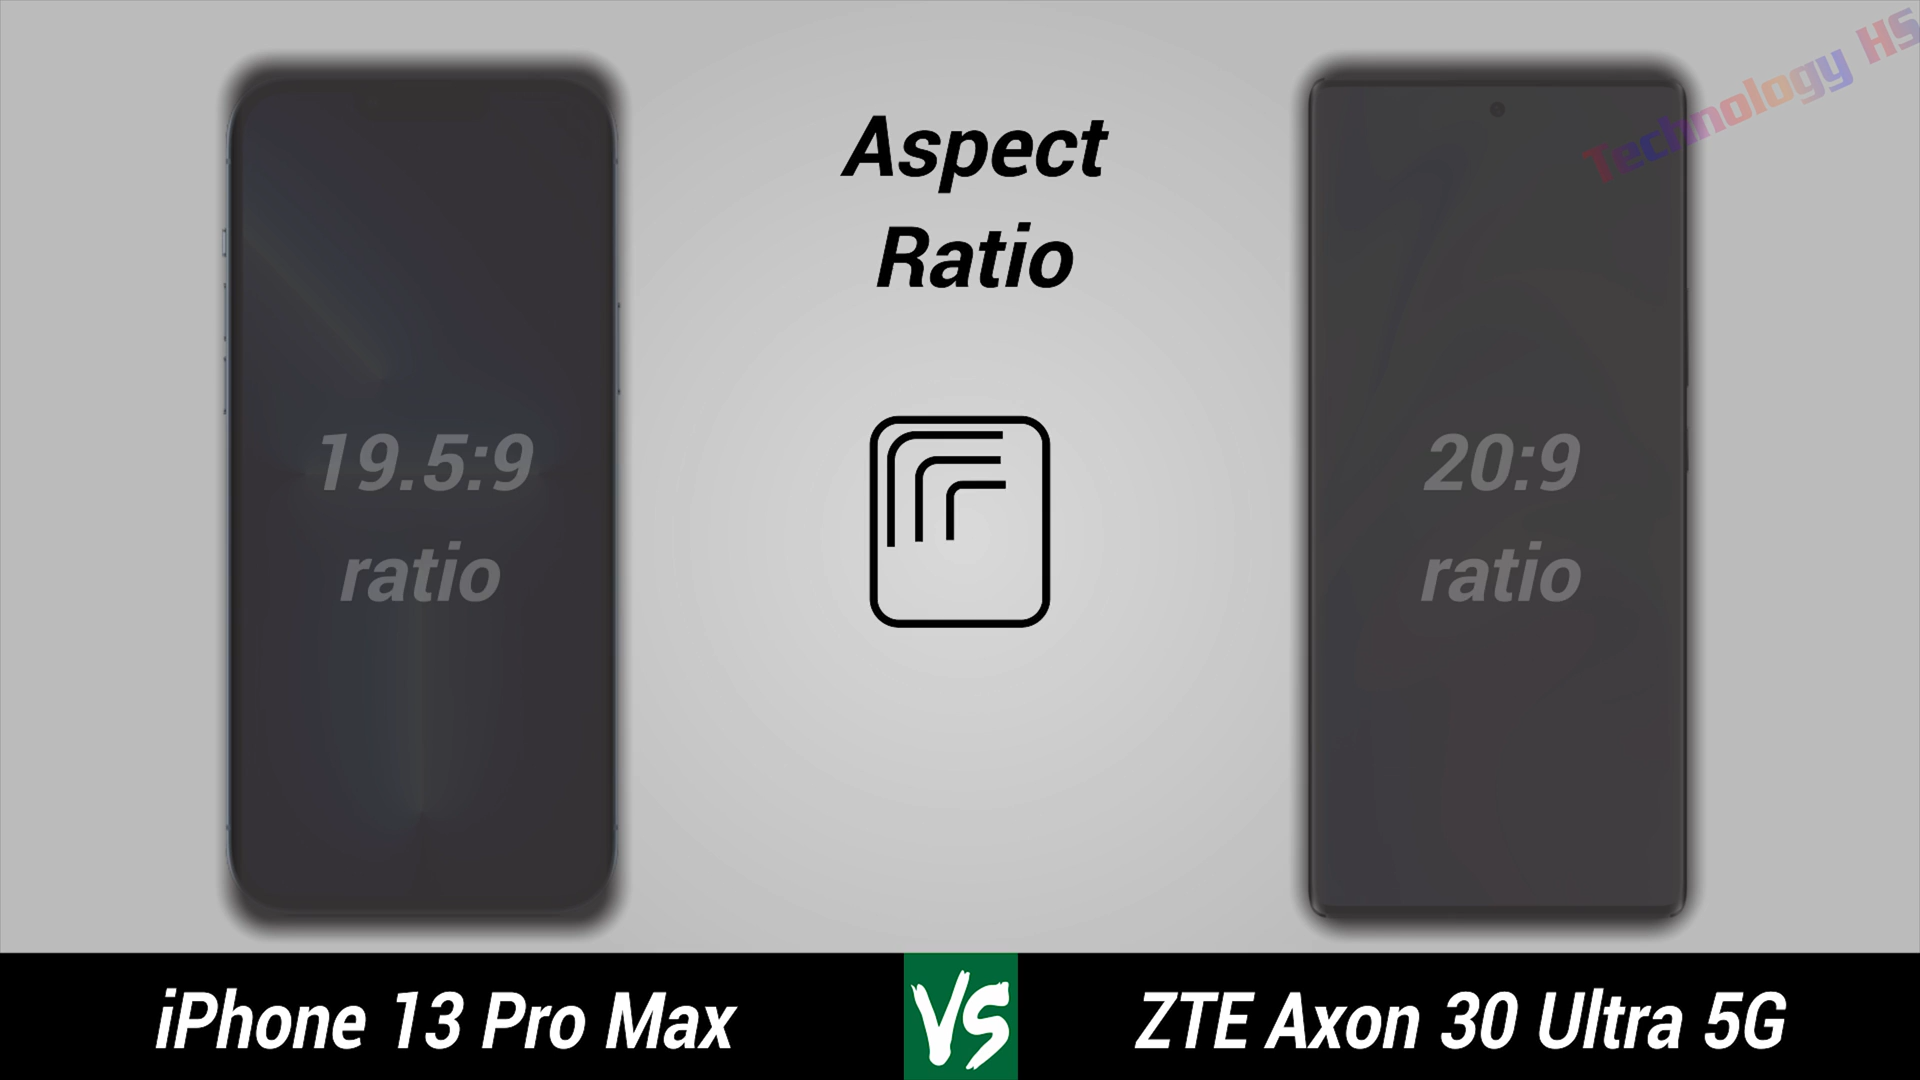 Technology HS
Aspect
Ratio
19.5:9
ratio
20:9
ratio
iPhone 13 Pro Max
VS
ZTE Axon 30 Ultra 5G